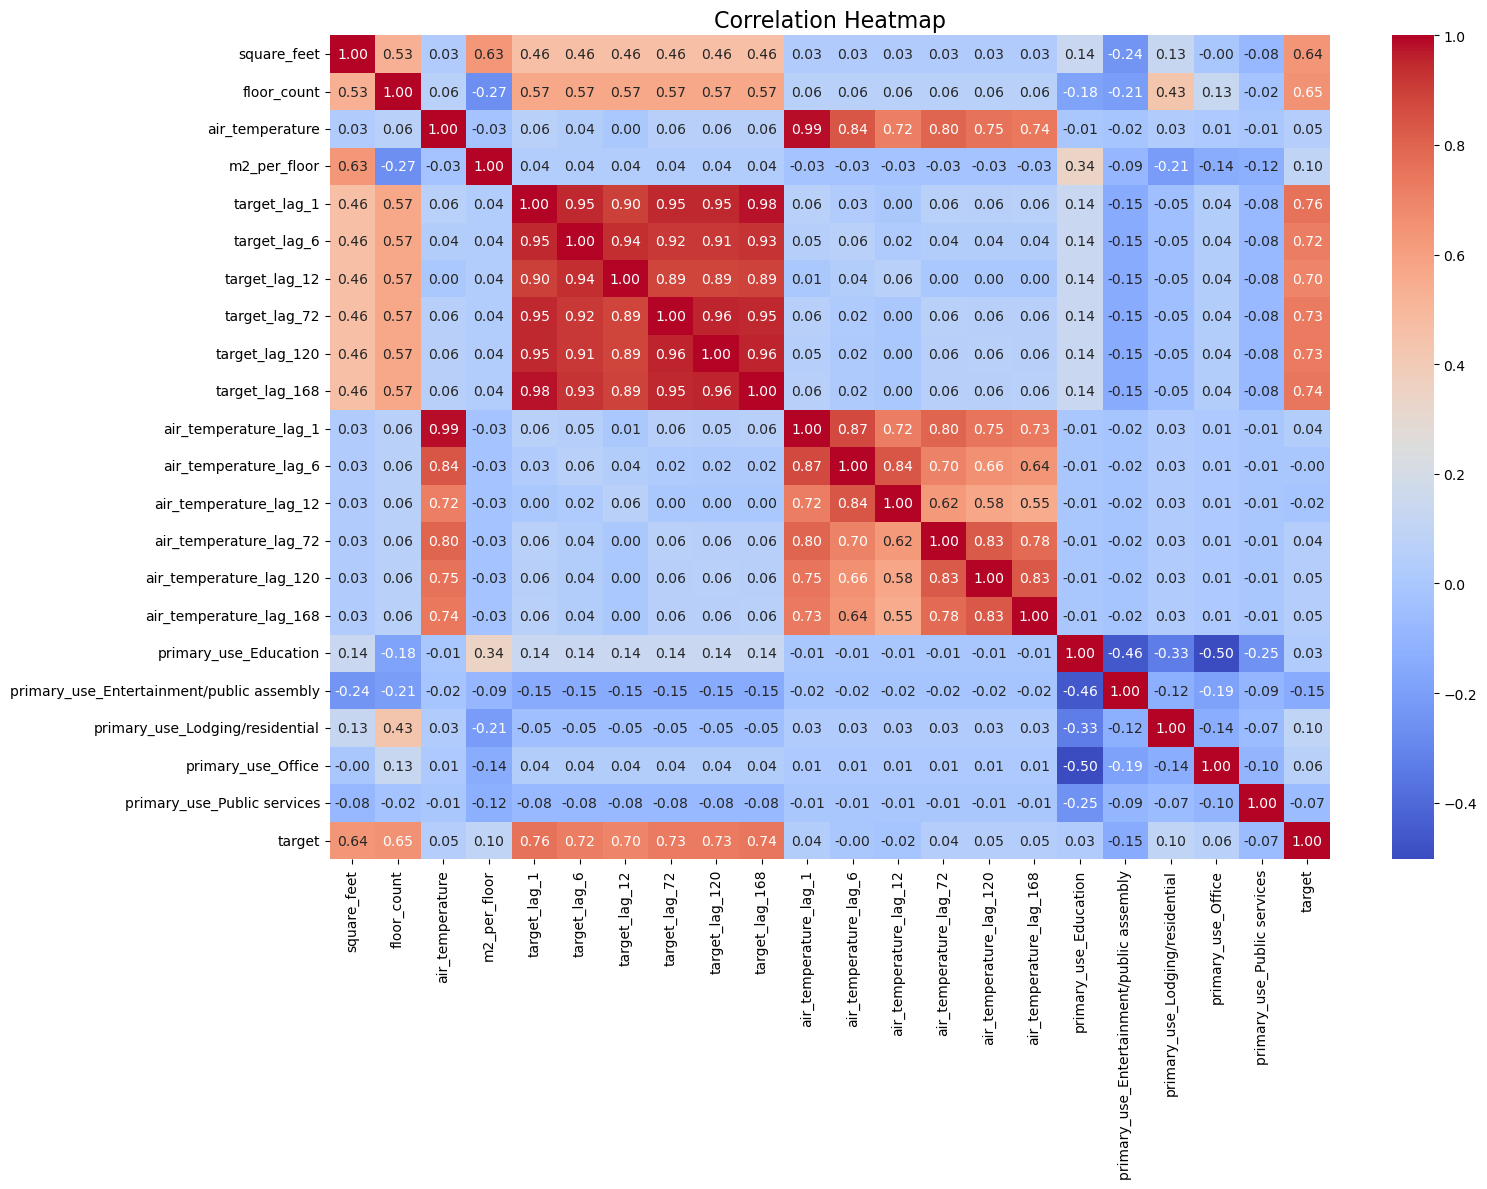 Correlation Heatmap
square_feet 1.00 0.53 0.03 0.63 0.46 0.46 0.46 0.46 0.46 0.46 0.03 0.03 0.03 0.03 0.03 0.03 0.14 -0.24 0.13 -0.00 -0.08 0.64
floor_count 0.53 1.00 0.06 -0.27 0.57 0.57 0.57 0.57 0.57 0.57 0.06 0.06 0.06 0.06 0.06 0.06 -0.18 -0.21 0.43 0.13 -0.02 0.65
air_temperature 0.03 0.06 1.00 -0.03 0.06 0.04 0.00 0.06 0.06 0.06 0.99 0.84 0.72 0.80 0.75 0.74 -0.01 -0.02 0.03 0.01 -0.01 0.05
m2_per_floor 0.63 -0.27 -0.03 1.00 0.04 0.04 0.04 0.04 0.04 0.04 -0.03 -0.03 -0.03 -0.03 -0.03 -0.03 0.34 -0.09 -0.21 -0.14 -0.12 0.10
target_lag_1 0.46 0.57 0.06 0.04 1.00 0.95 0.90 0.95 0.95 0.98 0.06 0.03 0.00 0.06 0.06 0.06 0.14 -0.15 -0.05 0.04 -0.08 0.76
target_lag_6 0.46 0.57 0.04 0.04 0.95 1.00 0.94 0.92 0.91 0.93 0.05 0.06 0.02 0.04 0.04 0.04 0.14 -0.15 -0.05 0.04 -0.08 0.72
target_lag_12 0.46 0.57 0.00 0.04 0.90 0.94 1.00 0.89 0.89 0.89 0.01 0.04 0.06 0.00 0.00 0.00 0.14 -0.15 -0.05 0.04 -0.08 0.70
target_lag_72 0.46 0.57 0.06 0.04 0.95 0.92 0.89 1.00 0.96 0.95 0.06 0.02 0.00 0.06 0.06 0.06 0.14 -0.15 -0.05 0.04 -0.08 0.73
target_lag_120 0.46 0.57 0.06 0.04 0.95 0.91 0.89 0.96 1.00 0.96 0.05 0.02 0.00 0.06 0.06 0.06 0.14 -0.15 -0.05 0.04 -0.08 0.73
target_lag_168 0.46 0.57 0.06 0.04 0.98 0.93 0.89 0.95 0.96 1.00 0.06 0.02 0.00 0.06 0.06 0.06 0.14 -0.15 -0.05 0.04 -0.08 0.74
air_temperature_lag_1 0.03 0.06 0.99 -0.03 0.06 0.05 0.01 0.06 0.05 0.06 1.00 0.87 0.72 0.80 0.75 0.73 -0.01 -0.02 0.03 0.01 -0.01 0.04
air_temperature_lag_6 0.03 0.06 0.84 -0.03 0.03 0.06 0.04 0.02 0.02 0.02 0.87 1.00 0.84 0.70 0.66 0.64 -0.01 -0.02 0.03 0.01 -0.01 -0.00
air_temperature_lag_12 0.03 0.06 0.72 -0.03 0.00 0.02 0.06 0.00 0.00 0.00 0.72 0.84 1.00 0.62 0.58 0.55 -0.01 -0.02 0.03 0.01 -0.01 -0.02
air_temperature_lag_72 0.03 0.06 0.80 -0.03 0.06 0.04 0.00 0.06 0.06 0.06 0.80 0.70 0.62 1.00 0.83 0.78 -0.01 -0.02 0.03 0.01 -0.01 0.04
air_temperature_lag_120 0.03 0.06 0.75 -0.03 0.06 0.04 0.00 0.06 0.06 0.06 0.75 0.66 0.58 0.83 1.00 0.83 -0.01 -0.02 0.03 0.01 -0.01 0.05
air_temperature_lag_168 0.03 0.06 0.74 -0.03 0.06 0.04 0.00 0.06 0.06 0.06 0.73 0.64 0.55 0.78 0.83 1.00 -0.01 -0.02 0.03 0.01 -0.01 0.05
primary_use_Education 0.14 -0.18 -0.01 0.34 0.14 0.14 0.14 0.14 0.14 0.14 -0.01 -0.01 -0.01 -0.01 -0.01 -0.01 1.00 -0.46 -0.33 -0.50 -0.25 0.03
primary_use_Entertainment/public assembly -0.24 -0.21 -0.02 -0.09 -0.15 -0.15 -0.15 -0.15 -0.15 -0.15 -0.02 -0.02 -0.02 -0.02 -0.02 -0.02 -0.46 1.00 -0.12 -0.19 -0.09 -0.15
primary_use_Lodging/residential 0.13 0.43 0.03 -0.21 -0.05 -0.05 -0.05 -0.05 -0.05 -0.05 0.03 0.03 0.03 0.03 0.03 0.03 -0.33 -0.12 1.00 -0.14 -0.07 0.10
primary_use_Office -0.00 0.13 0.01 -0.14 0.04 0.04 0.04 0.04 0.04 0.04 0.01 0.01 0.01 0.01 0.01 0.01 -0.50 -0.19 -0.14 1.00 -0.10 0.06
primary_use_Public services -0.08 -0.02 -0.01 -0.12 -0.08 -0.08 -0.08 -0.08 -0.08 -0.08 -0.01 -0.01 -0.01 -0.01 -0.01 -0.01 -0.25 -0.09 -0.07 -0.10 1.00 -0.07
target 0.64 0.65 0.05 0.10 0.76 0.72 0.70 0.73 0.73 0.74 0.04 -0.00 -0.02 0.04 0.05 0.05 0.03 -0.15 0.10 0.06 -0.07 1.00
square_feet
floor_count
air_temperature
m2_per_floor
target_lag_1
target_lag_6
target_lag_12
target_lag_72
target_lag_120
target_lag_168
air_temperature_lag_1
air_temperature_lag_6
air_temperature_lag_12
air_temperature_lag_72
air_temperature_lag_120
air_temperature_lag_168
primary_use_Education
primary_use_Entertainment/public assembly
primary_use_Lodging/residential
primary_use_Office
primary_use_Public services
target
1.0
0.8
0.6
0.4
0.2
0.0
−0.2
−0.4